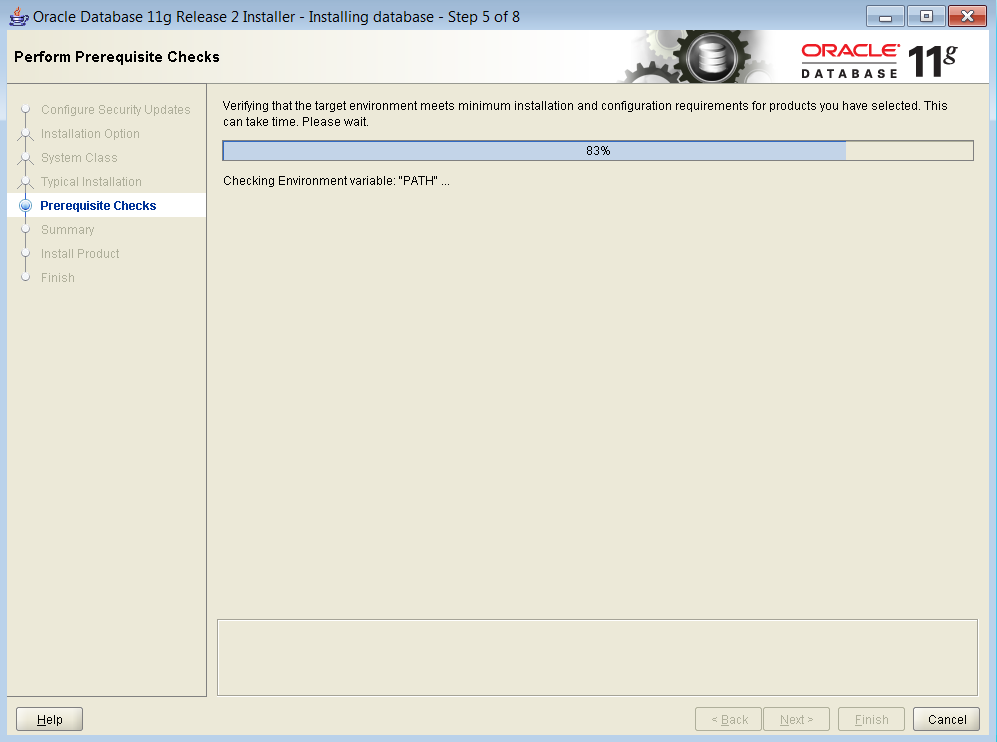 Oracle Database 11g Release 2 Installer - Installing database - Step 5 of 8
Perform Prerequisite Checks
ORACLE
DATABASE
11g
Configure Security Updates
Installation Option
System Class
Typical Installation
Prerequisite Checks
Summary
Install Product
Finish
Verifying that the target environment meets minimum installation and configuration requirements for products you have selected. This
can take time. Please wait.
83%
Checking Environment variable: "PATH" ...
Help
< Back
Next >
Finish
Cancel